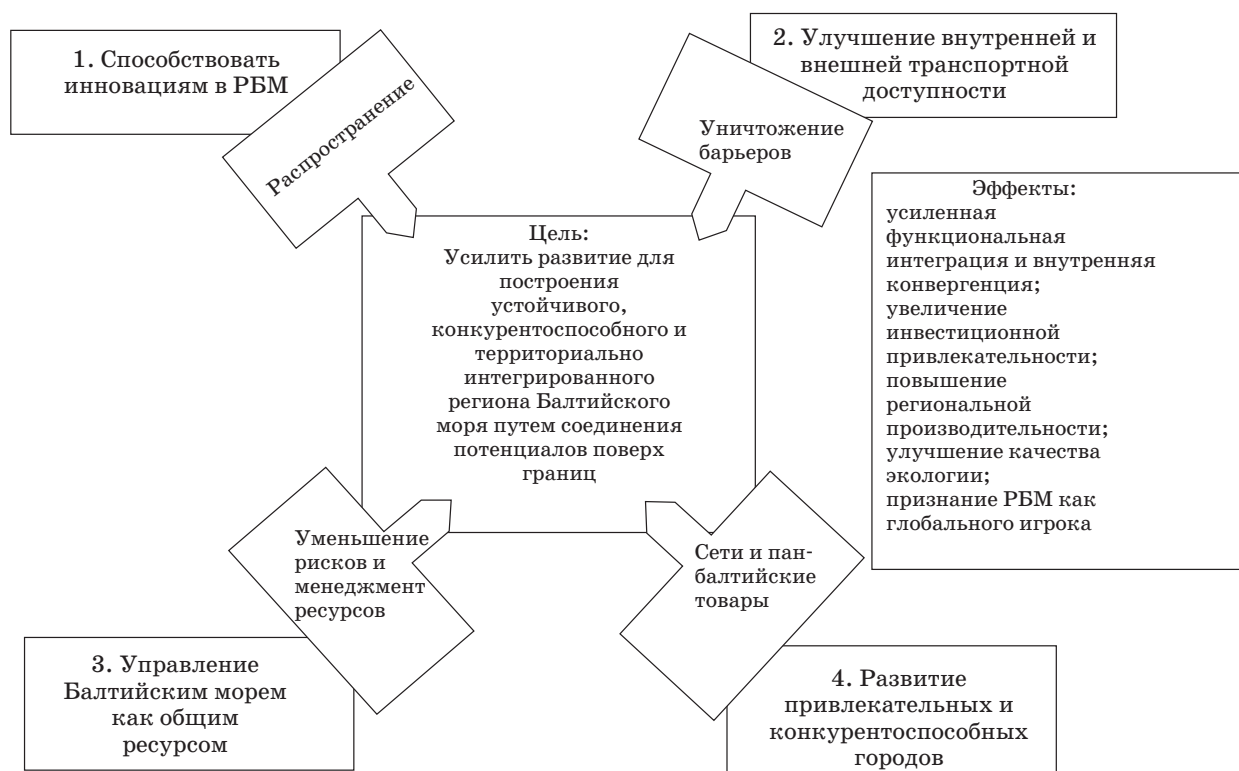 1. Способствовать
инновациям в РБМ
Распространение
2. Улучшение внутренней и
внешней транспортной
доступности
Уничтожение
барьеров
Цель:
Усилить развитие для
построения
устойчивого,
конкурентоспособного и
территориально
интегрированного
региона Балтийского
моря путем соединения
потенциалов поверх
границ
Эффекты:
усиленная
функциональная
интеграция и внутренняя
конвергенция;
увеличение
инвестиционной
привлекательности;
повышение
региональной
производительности;
улучшение качества
экологии;
признание РБМ как
глобального игрока
Уменьшение
рисков и
менеджмент
ресурсов
Сети и пан-
балтийские
товары
3. Управление
Балтийским морем
как общим
ресурсом
4. Развитие
привлекательных и
конкурентоспособных
городов